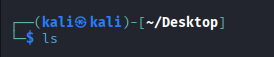 ┌──(kali㉿kali)-[~/Desktop]
└─$ ls